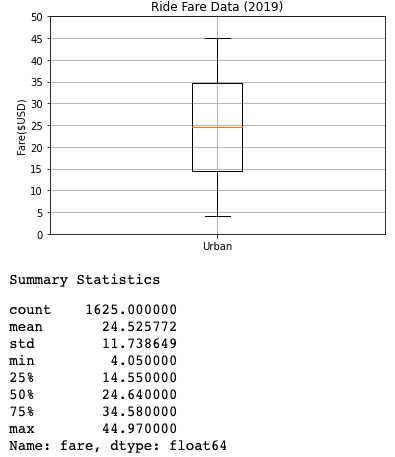 Ride Fare Data (2019)
50
45
40
35
30
25
20
15
10
5
0
Fare($USD)
Urban
Summary Statistics
count 1625.000000
mean 24.525772
std 11.738649
min 4.050000
25% 14.550000
50% 24.640000
75% 34.580000
max 44.970000
Name: fare, dtype: float64